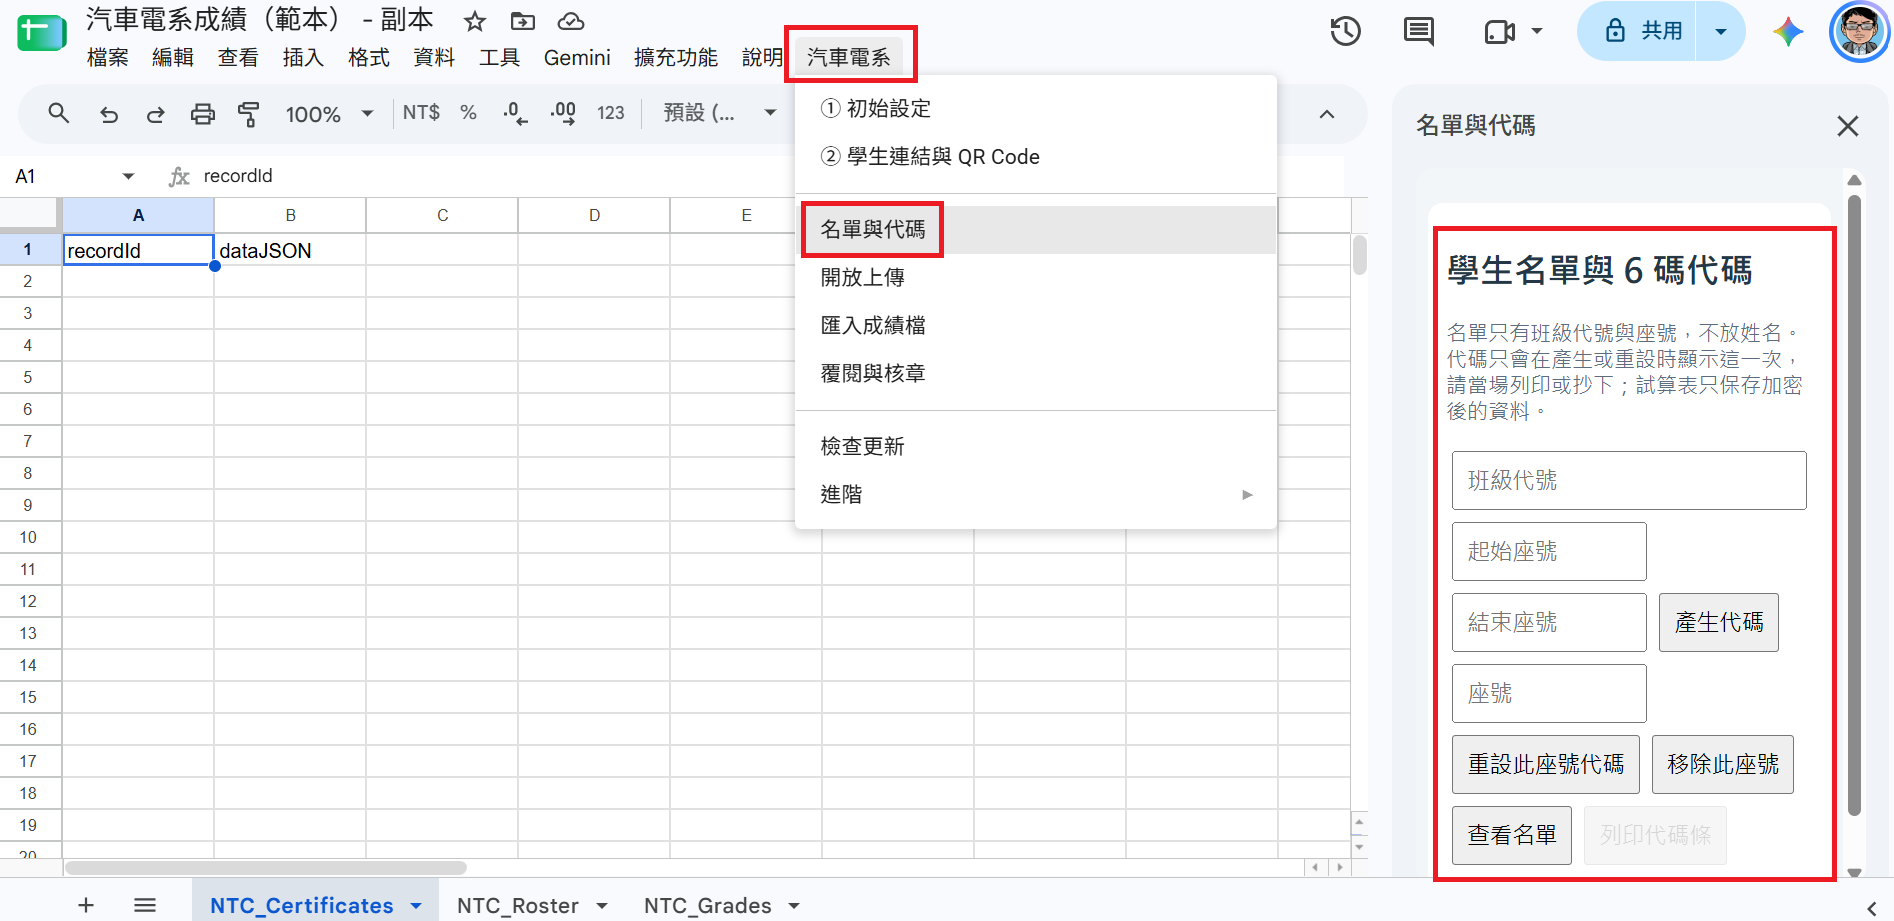 汽車電系成績（範本） - 副本
檔案 編輯 查看 插入 格式 資料 工具 Gemini 擴充功能 說明 汽車電系
共用
100% NT$ % .0 .00 123 預設 (...
A1 recordId
A B C D E
1 recordId dataJSON
2
3
4
5
6
7
8
9
10
11
12
13
14
15
16
17
18
19
20
① 初始設定
② 學生連結與 QR Code
名單與代碼
開放上傳
匯入成績檔
覆閱與核章
檢查更新
進階
名單與代碼
學生名單與 6 碼代碼
名單只有班級代號與座號，不放姓名。
代碼只會在產生或重設時顯示這一次，
請當場列印或抄下；試算表只保存加密
後的資料。
班級代號
起始座號
結束座號 產生代碼
座號
重設此座號代碼 移除此座號
查看名單 列印代碼條
NTC_Certificates NTC_Roster NTC_Grades